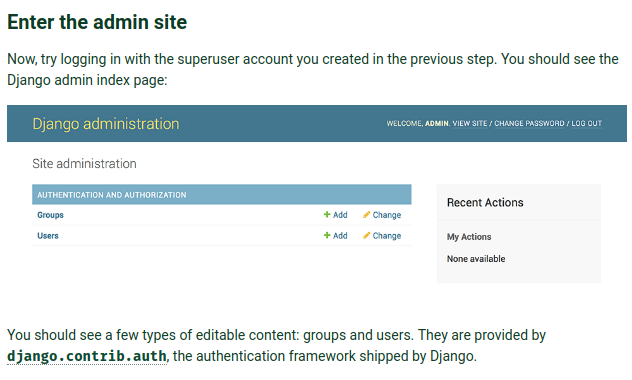 Enter the admin site
Now, try logging in with the superuser account you created in the previous step. You should see the
Django admin index page:
Django administration
WELCOME, ADMIN. VIEW SITE / CHANGE PASSWORD / LOG OUT
Site administration
AUTHENTICATION AND AUTHORIZATION
Groups + Add Change
Users + Add Change
Recent Actions
My Actions
None available
You should see a few types of editable content: groups and users. They are provided by
django.contrib.auth, the authentication framework shipped by Django.